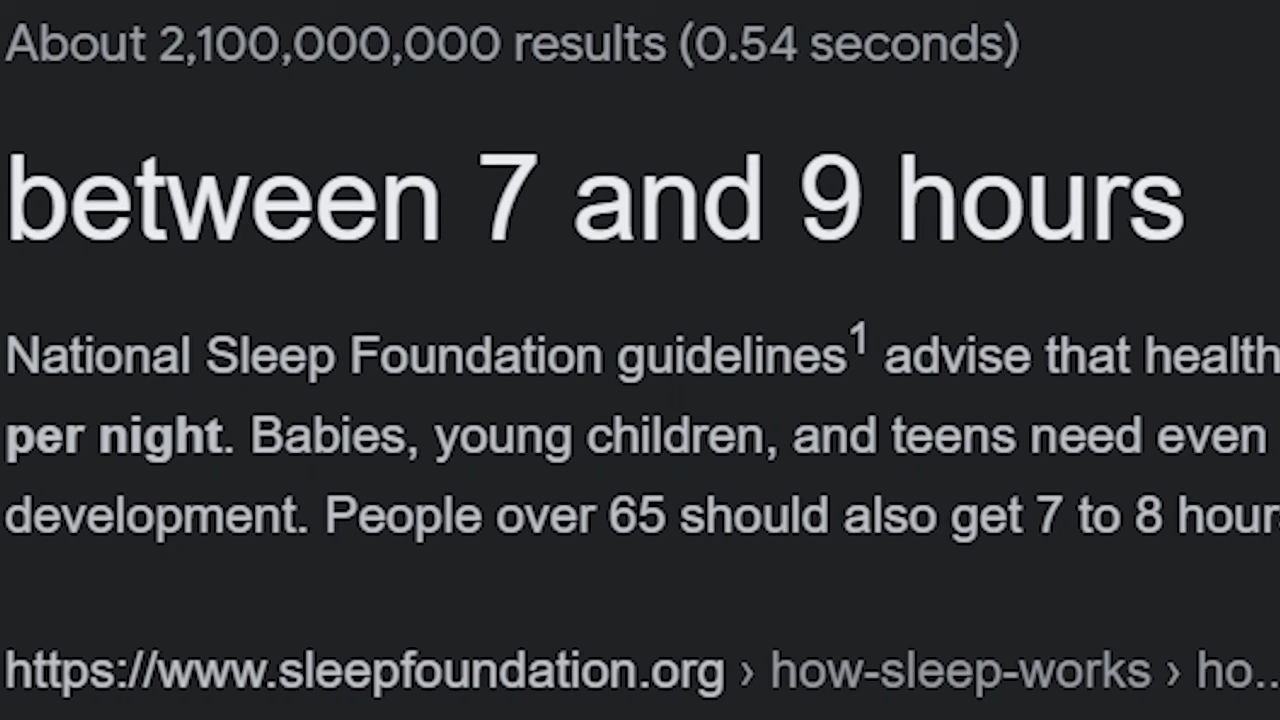 About 2,100,000,000 results (0.54 seconds)
between 7 and 9 hours
National Sleep Foundation guidelines¹ advise that health
per night. Babies, young children, and teens need even
development. People over 65 should also get 7 to 8 hour
https://www.sleepfoundation.org › how-sleep-works › ho...